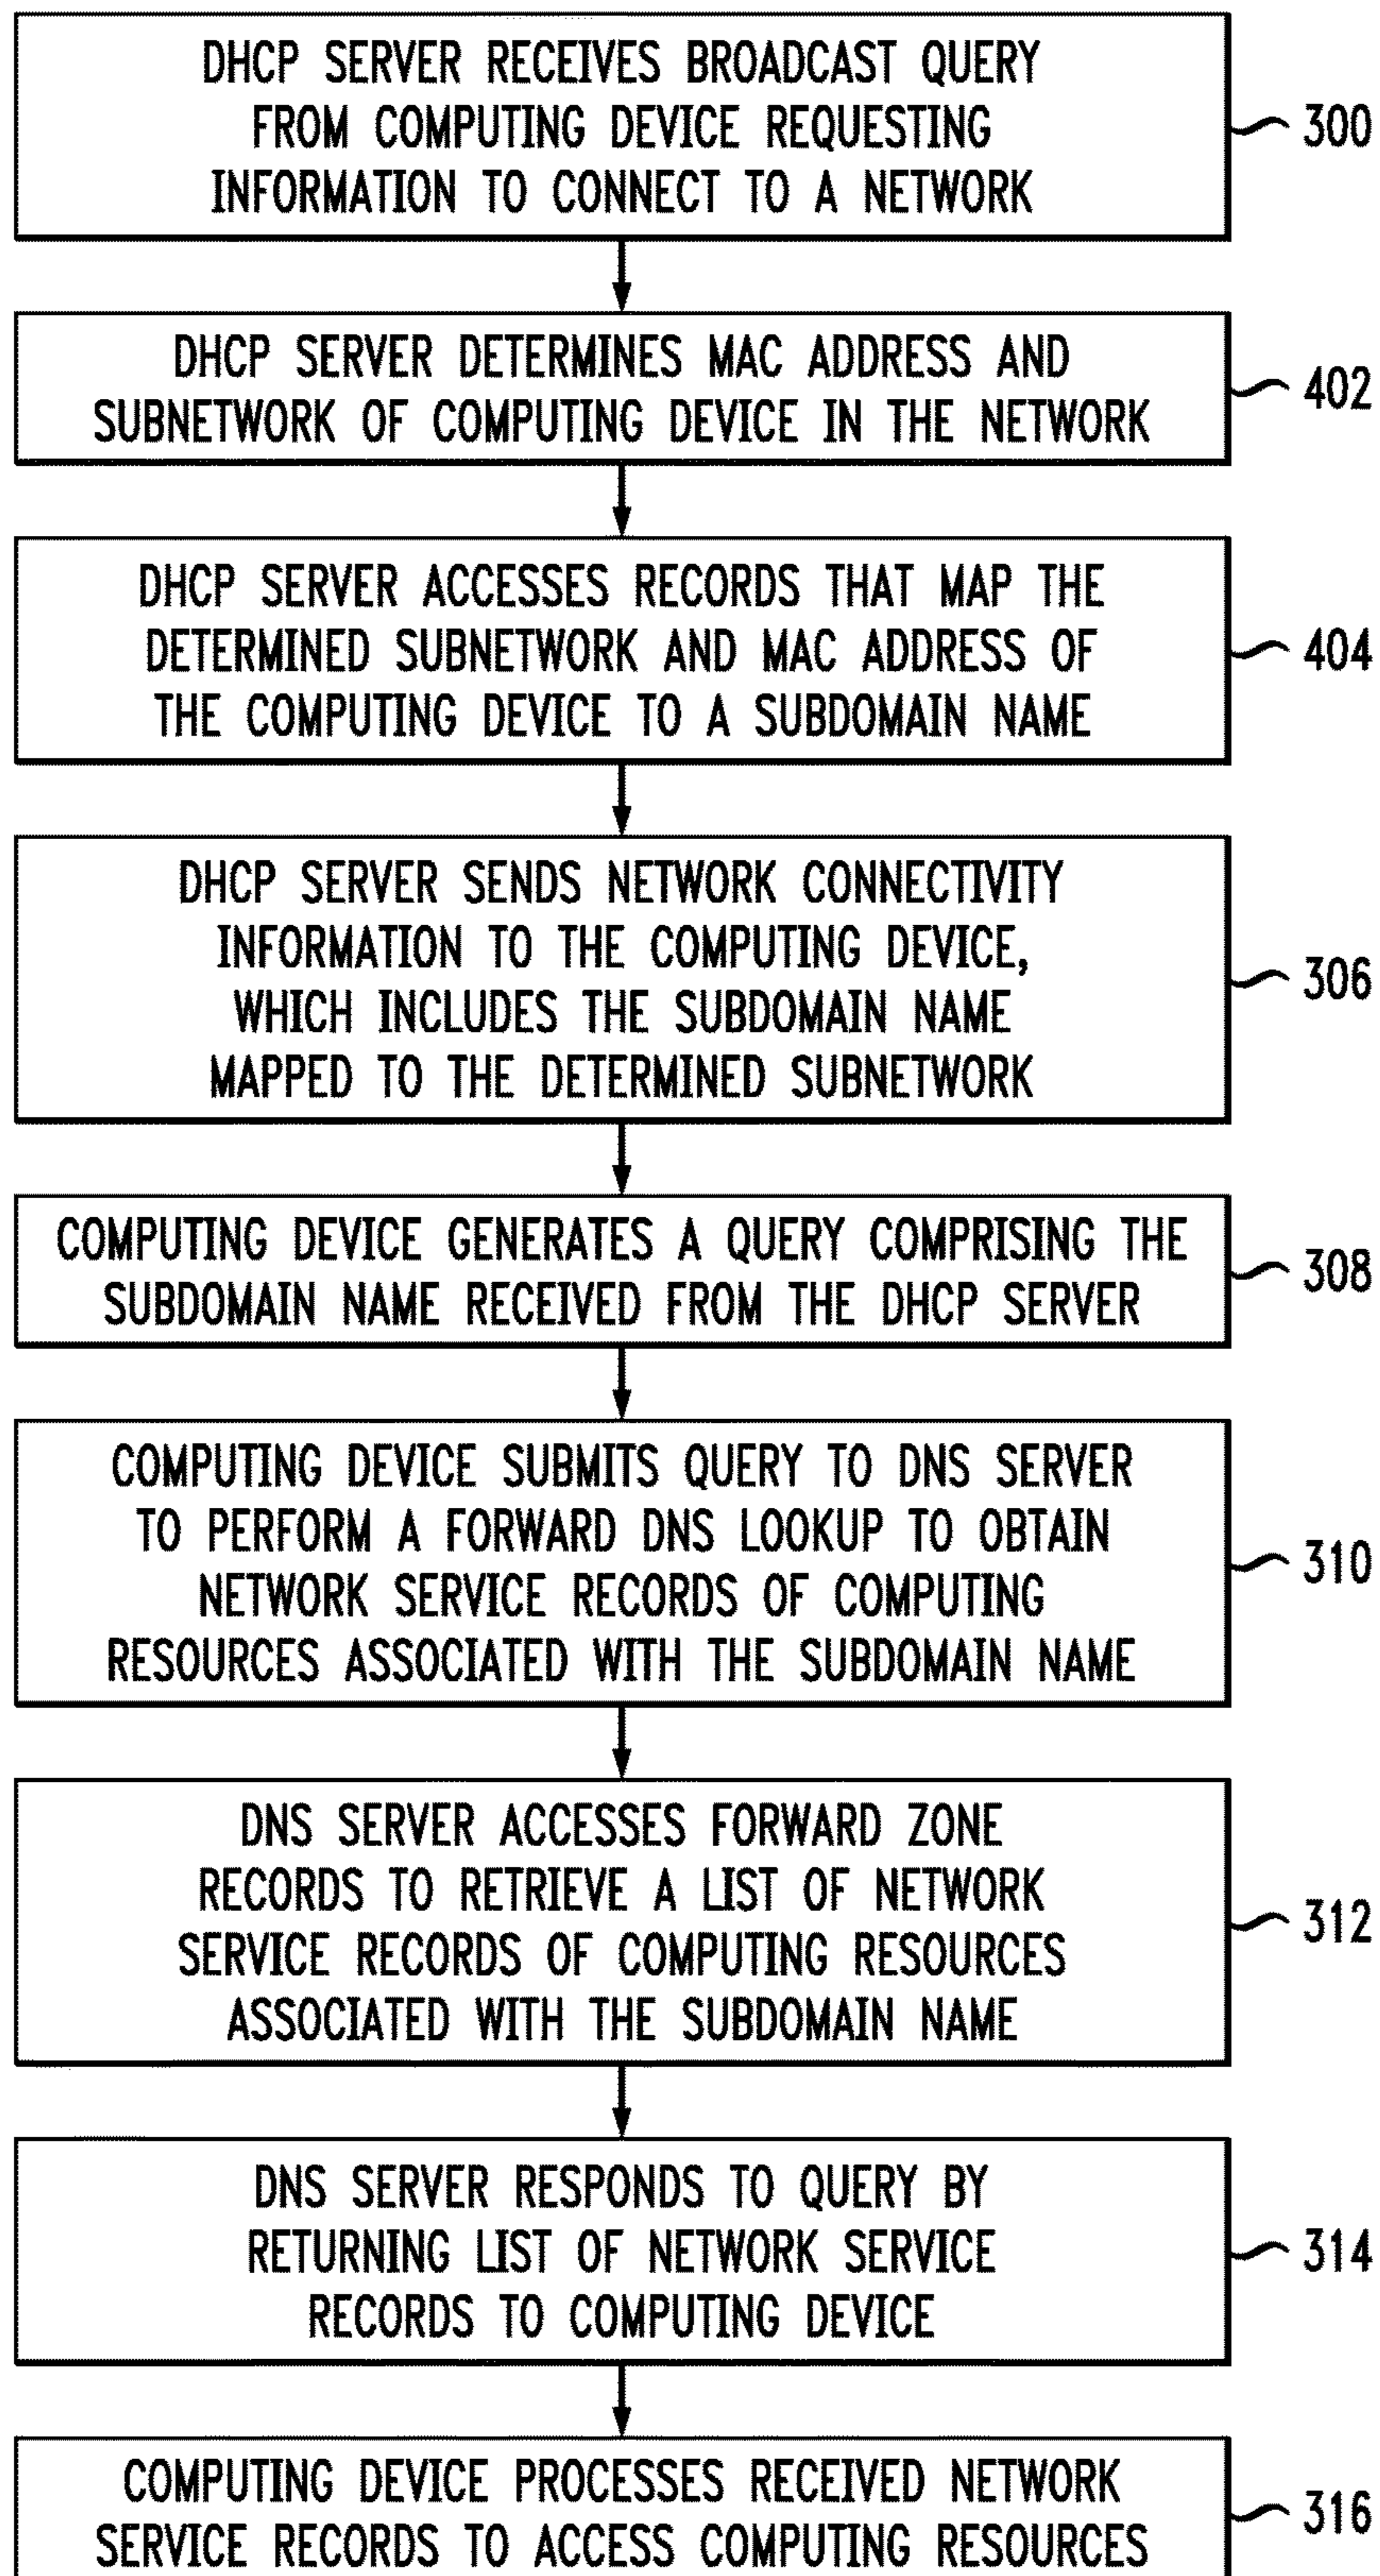 DHCP SERVER RECEIVES BROADCAST QUERY
FROM COMPUTING DEVICE REQUESTING
INFORMATION TO CONNECT TO A NETWORK
300
DHCP SERVER DETERMINES MAC ADDRESS AND
SUBNETWORK OF COMPUTING DEVICE IN THE NETWORK
402
DHCP SERVER ACCESSES RECORDS THAT MAP THE
DETERMINED SUBNETWORK AND MAC ADDRESS OF
THE COMPUTING DEVICE TO A SUBDOMAIN NAME
404
DHCP SERVER SENDS NETWORK CONNECTIVITY
INFORMATION TO THE COMPUTING DEVICE,
WHICH INCLUDES THE SUBDOMAIN NAME
MAPPED TO THE DETERMINED SUBNETWORK
306
COMPUTING DEVICE GENERATES A QUERY COMPRISING THE
SUBDOMAIN NAME RECEIVED FROM THE DHCP SERVER
308
COMPUTING DEVICE SUBMITS QUERY TO DNS SERVER
TO PERFORM A FORWARD DNS LOOKUP TO OBTAIN
NETWORK SERVICE RECORDS OF COMPUTING
RESOURCES ASSOCIATED WITH THE SUBDOMAIN NAME
310
DNS SERVER ACCESSES FORWARD ZONE
RECORDS TO RETRIEVE A LIST OF NETWORK
SERVICE RECORDS OF COMPUTING RESOURCES
ASSOCIATED WITH THE SUBDOMAIN NAME
312
DNS SERVER RESPONDS TO QUERY BY
RETURNING LIST OF NETWORK SERVICE
RECORDS TO COMPUTING DEVICE
314
COMPUTING DEVICE PROCESSES RECEIVED NETWORK
SERVICE RECORDS TO ACCESS COMPUTING RESOURCES
316